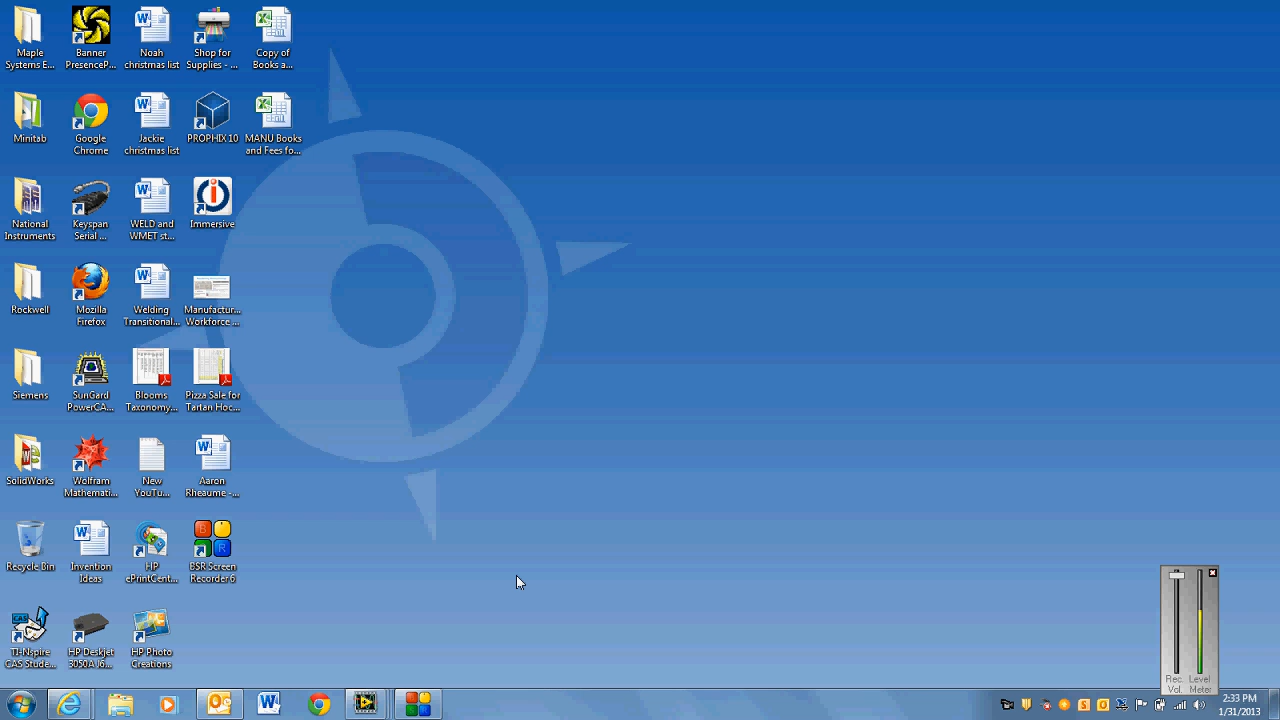 Maple
Systems E...
Banner
PresenceP...
Noah
christmas list
Shop for
Supplies - ...
Copy of
Books a...
Minitab
Google
Chrome
Jackie
christmas list
PROPHIX 10
MANU Books
and Fees fo...
National
Instruments
Keyspan
Serial ...
WELD and
WMET st...
Immersive
Rockwell
Mozilla
Firefox
Welding
Transitional...
Manufactur...
Workforce ...
Siemens
SunGard
PowerCA...
Blooms
Taxonomy...
Pizza Sale for
Tartan Hoc...
SolidWorks
Wolfram
Mathemati...
New
YouTu...
Aaron
Rheaume -...
Recycle Bin
Invention
Ideas
HP
ePrintCent...
BSR Screen
Recorder 6
TI-Nspire
CAS Stude...
HP Deskjet
3050A J6...
HP Photo
Creations
Rec. Level
Vol. Meter
2:33 PM
1/31/2013